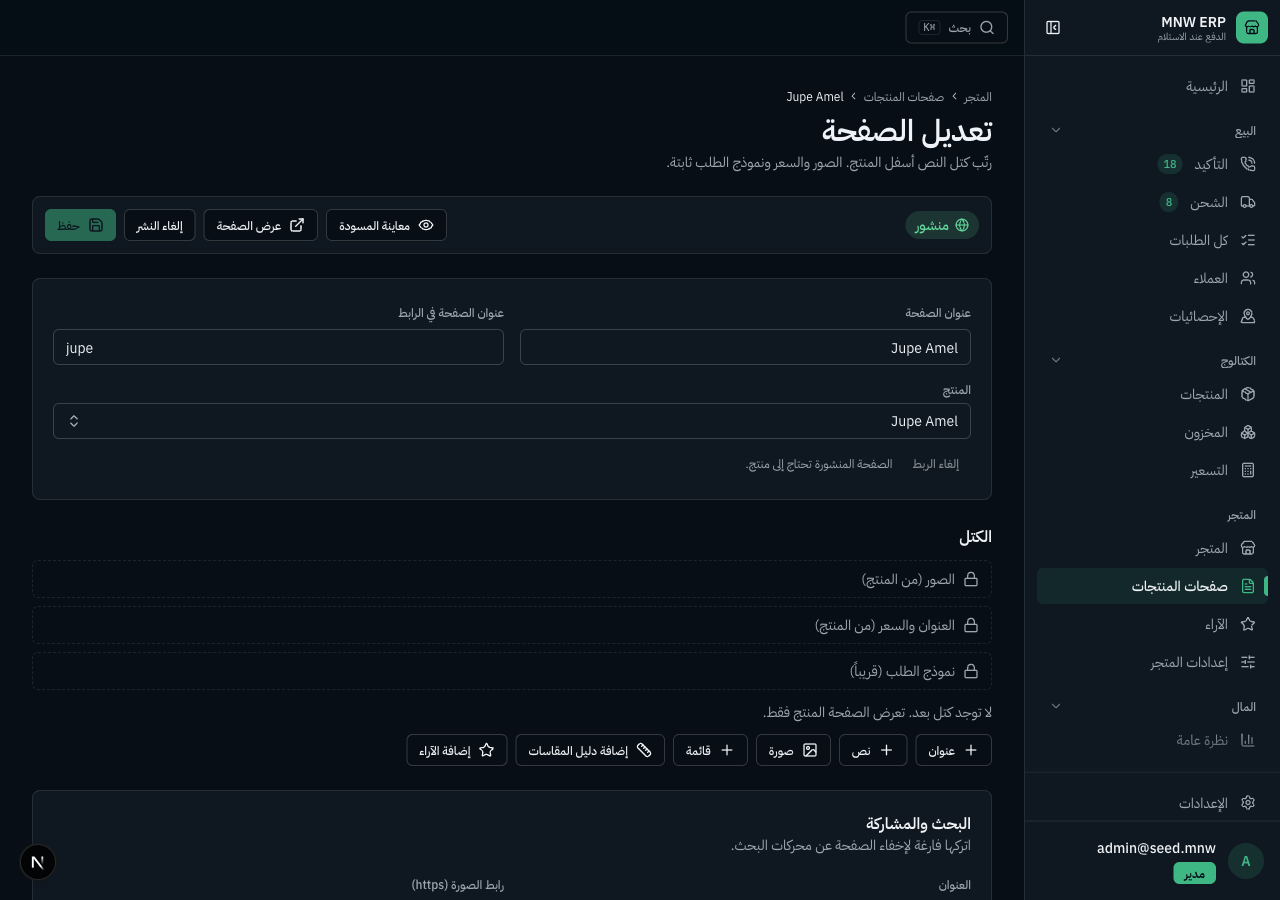 MNW ERP
الدفع عند الاستلام
بحث
⌘K
الرئيسية
البيع
التأكيد 18
الشحن 8
كل الطلبات
العملاء
الإحصائيات
الكتالوج
المنتجات
المخزون
التسعير
المتجر
المتجر
صفحات المنتجات
الآراء
إعدادات المتجر
المال
نظرة عامة
الإعدادات
A
admin@seed.mnw
مدير
المتجر › صفحات المنتجات › Jupe Amel
تعديل الصفحة
رتّب كتل النص أسفل المنتج. الصور والسعر ونموذج الطلب ثابتة.
منشور
معاينة المسودة
عرض الصفحة
إلغاء النشر
حفظ
عنوان الصفحة
Jupe Amel
عنوان الصفحة في الرابط
jupe
المنتج
Jupe Amel
إلغاء الربط
الصفحة المنشورة تحتاج إلى منتج.
الكتل
الصور (من المنتج)
العنوان والسعر (من المنتج)
نموذج الطلب (قريباً)
لا توجد كتل بعد. تعرض الصفحة المنتج فقط.
عنوان
نص
صورة
قائمة
إضافة دليل المقاسات
إضافة الآراء
البحث والمشاركة
اتركها فارغة لإخفاء الصفحة عن محركات البحث.
العنوان
رابط الصورة (https)
N